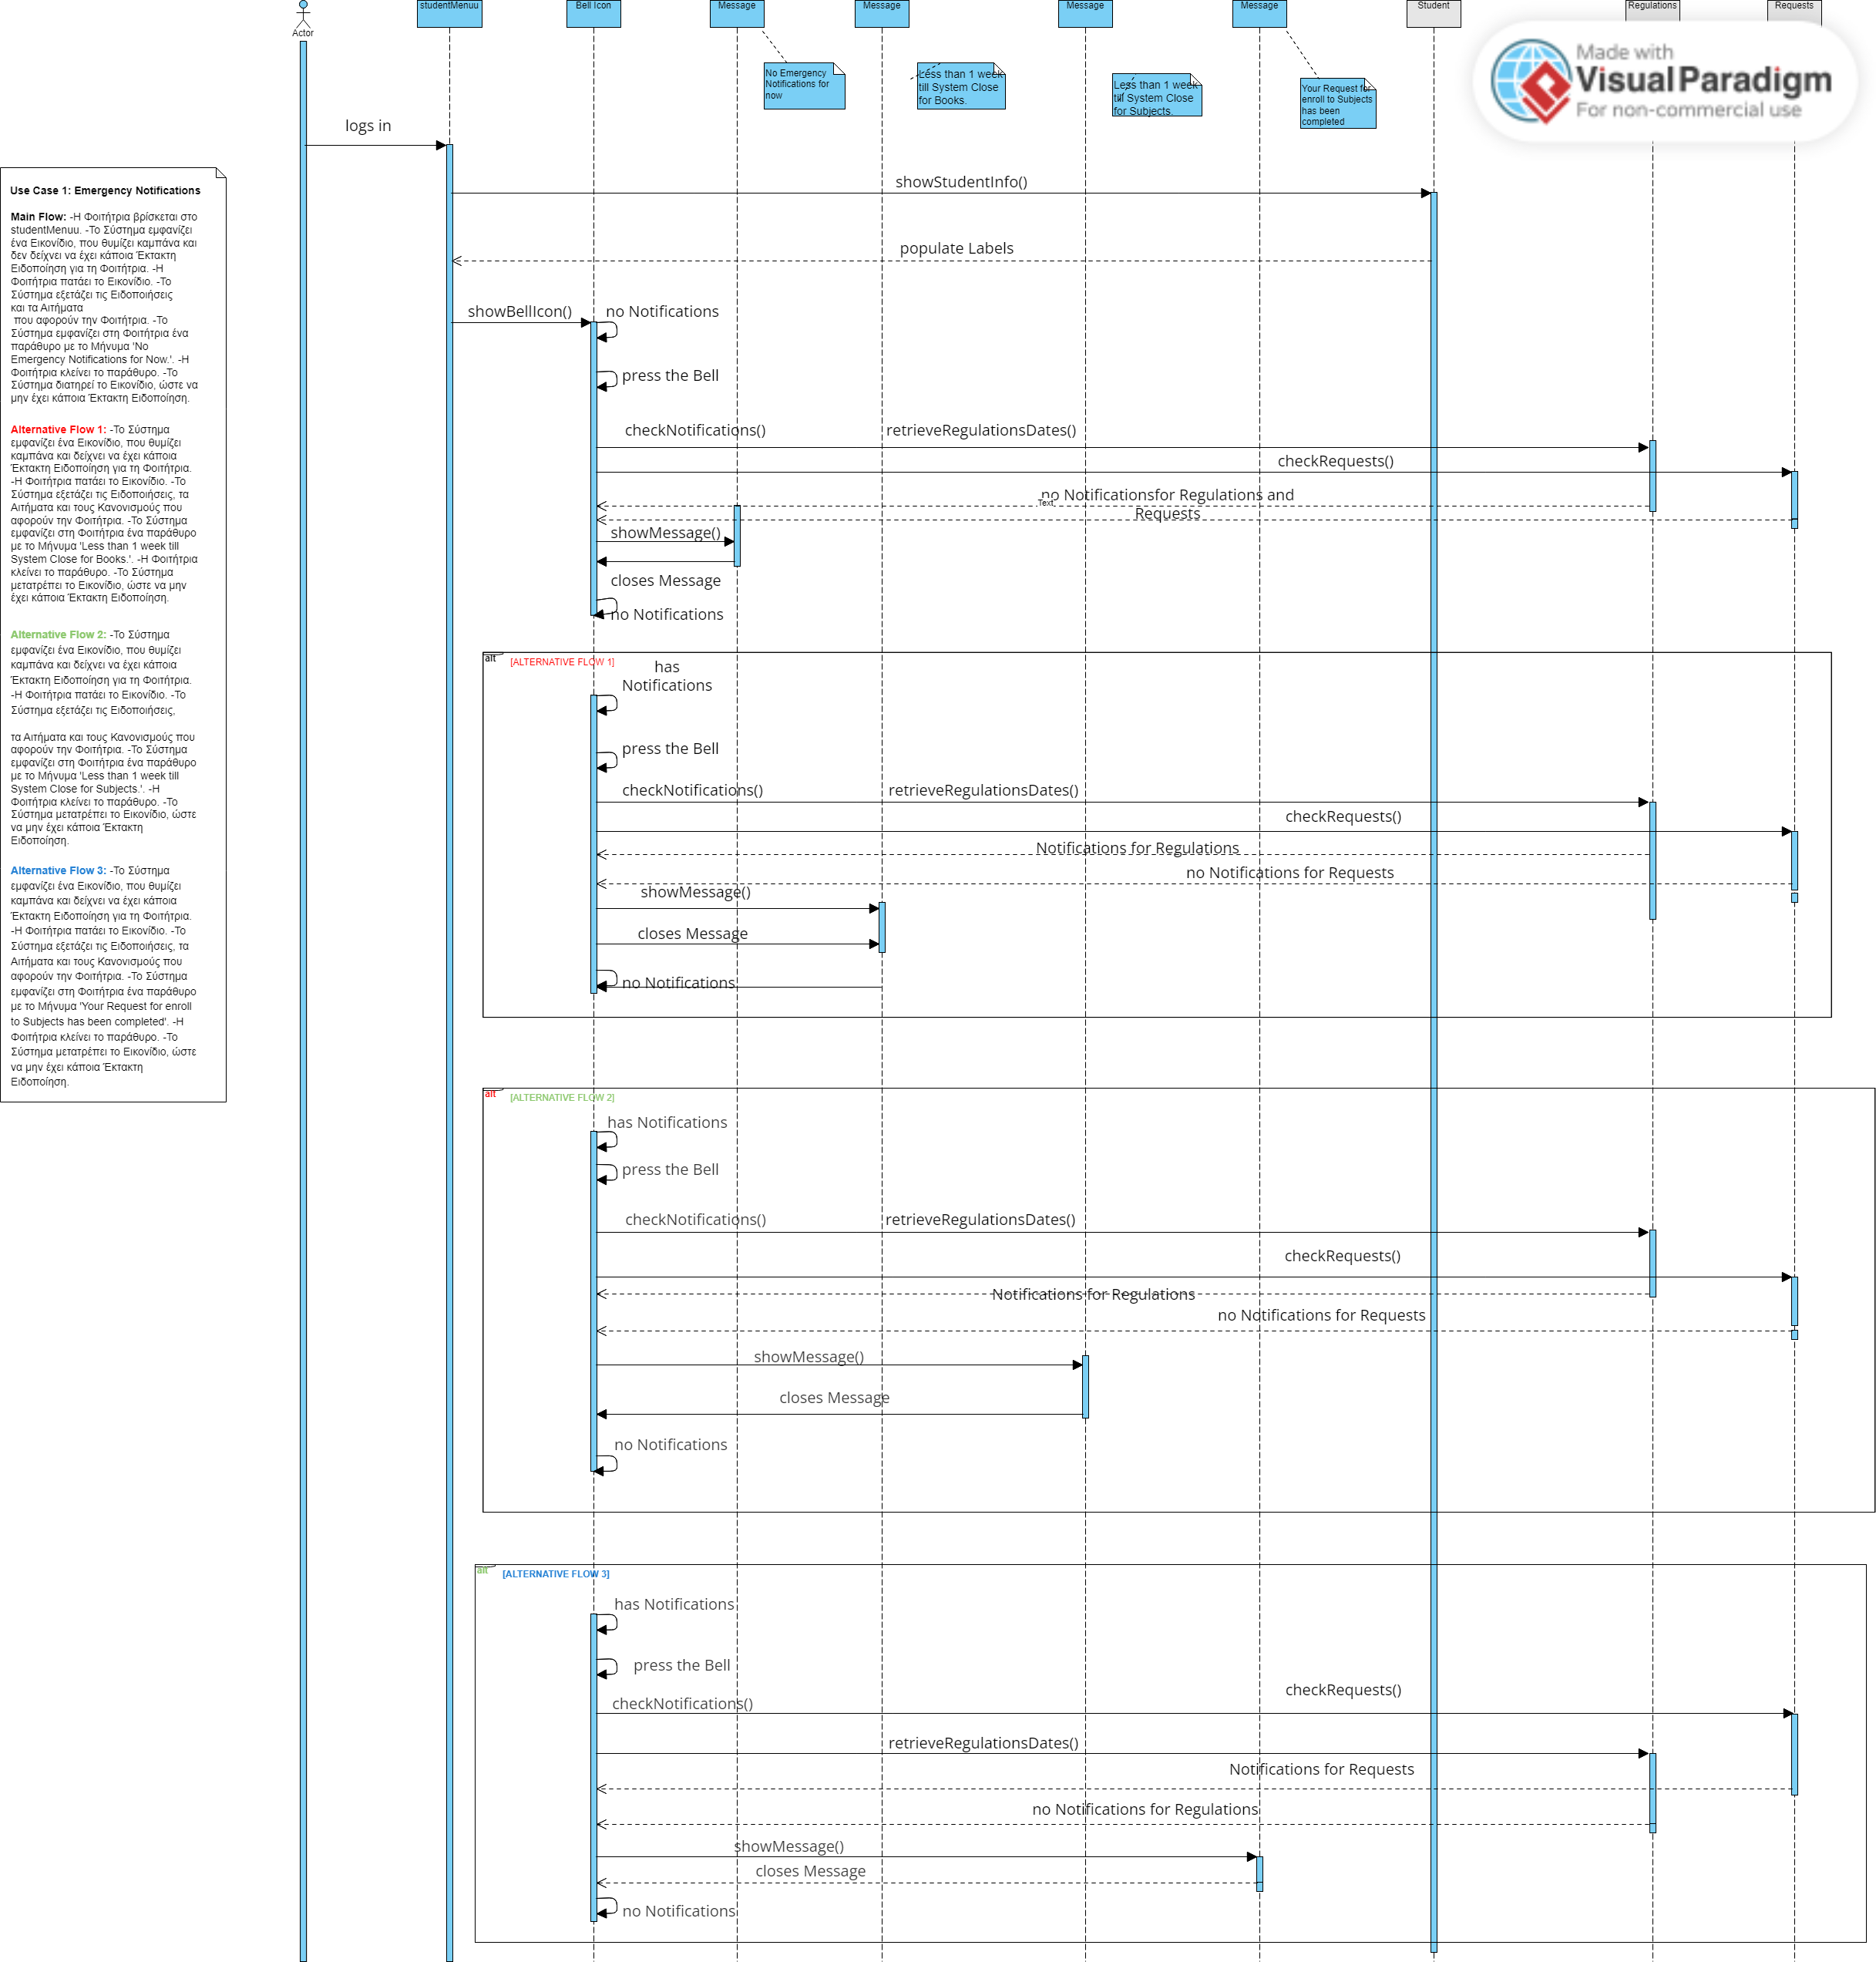 Actor
studentMenuu
Bell Icon
Message
Message
Message
Message
Student
Regulations
Requests
Made with
Visual Paradigm
For non-commercial use
No Emergency
Notifications for
now
Less than 1 week
till System Close
for Books.
Less than 1 week
till System Close
for Subjects.
Your Request for
enroll to Subjects
has been
completed
logs in
showStudentInfo()
populate Labels
showBellIcon()
no Notifications
press the Bell
checkNotifications()
retrieveRegulationsDates()
checkRequests()
no Notificationsfor Regulations and
Requests
Text
showMessage()
closes Message
no Notifications
Use Case 1: Emergency Notifications
Main Flow: -Η Φοιτήτρια βρίσκεται στο
studentMenuu. -Το Σύστημα εμφανίζει
ένα Εικονίδιο, που θυμίζει καμπάνα και
δεν δείχνει να έχει κάποια Έκτακτη
Ειδοποίηση για τη Φοιτήτρια. -Η
Φοιτήτρια πατάει το Εικονίδιο. -Το
Σύστημα εξετάζει τις Ειδοποιήσεις
και τα Αιτήματα
που αφορούν την Φοιτήτρια. -Το
Σύστημα εμφανίζει στη Φοιτήτρια ένα
παράθυρο με το Μήνυμα 'No
Emergency Notifications for Now.'. -Η
Φοιτήτρια κλείνει το παράθυρο. -Το
Σύστημα διατηρεί το Εικονίδιο, ώστε να
μην έχει κάποια Έκτακτη Ειδοποίηση.
Alternative Flow 1: -Το Σύστημα
εμφανίζει ένα Εικονίδιο, που θυμίζει
καμπάνα και δείχνει να έχει κάποια
Έκτακτη Ειδοποίηση για τη Φοιτήτρια.
-Η Φοιτήτρια πατάει το Εικονίδιο. -Το
Σύστημα εξετάζει τις Ειδοποιήσεις, τα
Αιτήματα και τους Κανονισμούς που
αφορούν την Φοιτήτρια. -Το Σύστημα
εμφανίζει στη Φοιτήτρια ένα παράθυρο
με το Μήνυμα 'Less than 1 week till
System Close for Books.'. -Η Φοιτήτρια
κλείνει το παράθυρο. -Το Σύστημα
μετατρέπει το Εικονίδιο, ώστε να μην
έχει κάποια Έκτακτη Ειδοποίηση.
Alternative Flow 2: -Το Σύστημα
εμφανίζει ένα Εικονίδιο, που θυμίζει
καμπάνα και δείχνει να έχει κάποια
Έκτακτη Ειδοποίηση για τη Φοιτήτρια.
-Η Φοιτήτρια πατάει το Εικονίδιο. -Το
Σύστημα εξετάζει τις Ειδοποιήσεις,
τα Αιτήματα και τους Κανονισμούς που
αφορούν την Φοιτήτρια. -Το Σύστημα
εμφανίζει στη Φοιτήτρια ένα παράθυρο
με το Μήνυμα 'Less than 1 week till
System Close for Subjects.'. -Η
Φοιτήτρια κλείνει το παράθυρο. -Το
Σύστημα μετατρέπει το Εικονίδιο, ώστε
να μην έχει κάποια Έκτακτη
Ειδοποίηση.
Alternative Flow 3: -Το Σύστημα
εμφανίζει ένα Εικονίδιο, που θυμίζει
καμπάνα και δείχνει να έχει κάποια
Έκτακτη Ειδοποίηση για τη Φοιτήτρια.
-Η Φοιτήτρια πατάει το Εικονίδιο. -Το
Σύστημα εξετάζει τις Ειδοποιήσεις, τα
Αιτήματα και τους Κανονισμούς που
αφορούν την Φοιτήτρια. -Το Σύστημα
εμφανίζει στη Φοιτήτρια ένα παράθυρο
με το Μήνυμα 'Your Request for enroll
to Subjects has been completed'. -Η
Φοιτήτρια κλείνει το παράθυρο. -Το
Σύστημα μετατρέπει το Εικονίδιο, ώστε
να μην έχει κάποια Έκτακτη
Ειδοποίηση.
alt [ALTERNATIVE FLOW 1]
has
Notifications
press the Bell
checkNotifications()
retrieveRegulationsDates()
checkRequests()
Notifications for Regulations
no Notifications for Requests
showMessage()
closes Message
no Notifications
alt [ALTERNATIVE FLOW 2]
has Notifications
press the Bell
checkNotifications()
retrieveRegulationsDates()
checkRequests()
Notifications for Regulations
no Notifications for Requests
showMessage()
closes Message
no Notifications
alt [ALTERNATIVE FLOW 3]
has Notifications
press the Bell
checkRequests()
checkNotifications()
retrieveRegulationsDates()
Notifications for Requests
no Notifications for Regulations
showMessage()
closes Message
no Notifications